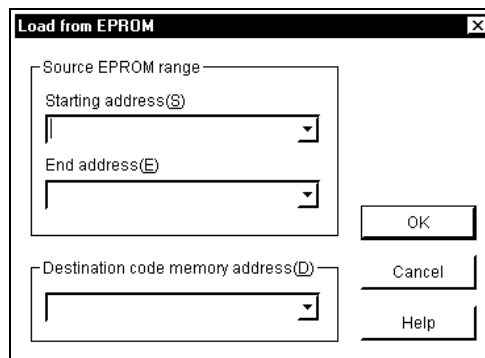 Load from EPROM
Source EPROM range
Starting address(S)
End address(E)
OK
Destination code memory address(D)
Cancel
Help